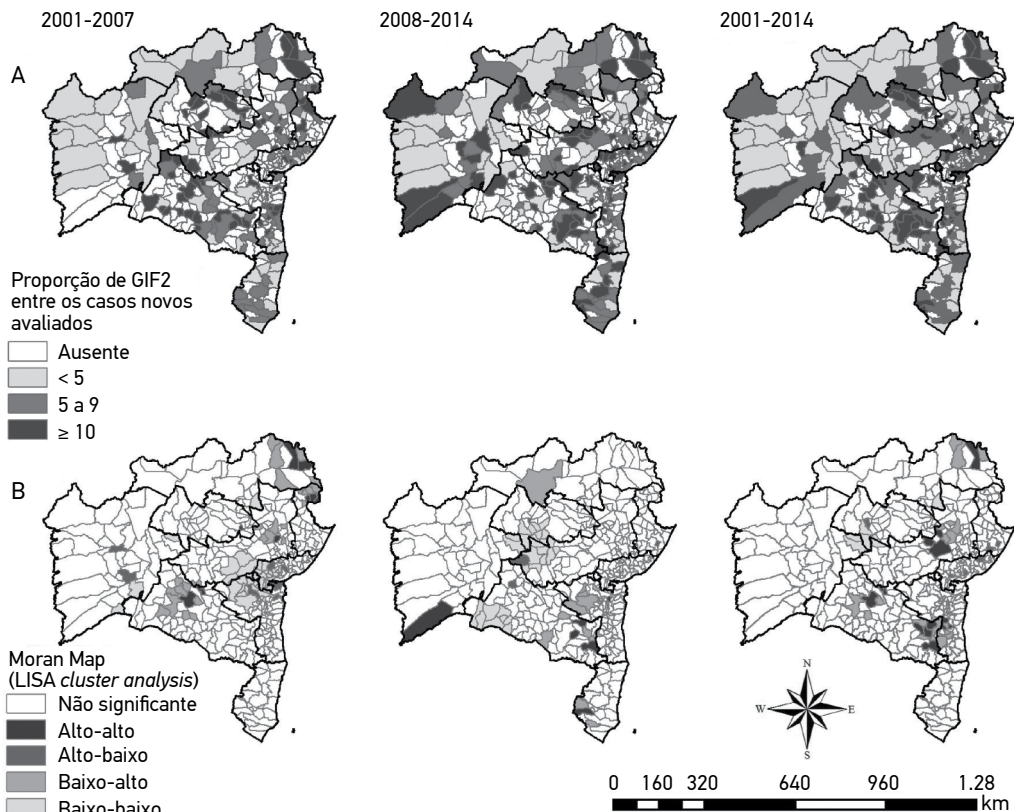 2001-2007
2008-2014
2001-2014
A
Proporção de GIF2
entre os casos novos
avaliados
Ausente
< 5
5 a 9
≥ 10
B
Moran Map
(LISA cluster analysis)
Não significante
Alto-alto
Alto-baixo
Baixo-alto
Baixo-baixo
N
W E
S
0 160 320 640 960 1.28
km